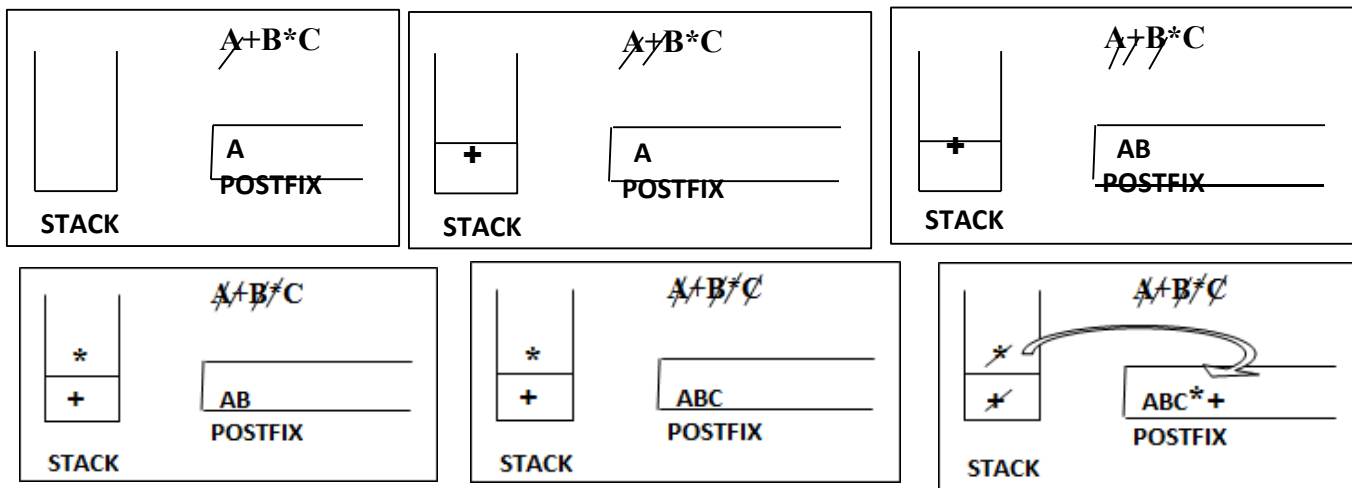 A+B*C
A
POSTFIX
STACK
A+B*C
+
A
POSTFIX
STACK
A+B*C
+
AB
POSTFIX
STACK
A+B*C
*
+
AB
POSTFIX
STACK
A+B*C
*
+
ABC
POSTFIX
STACK
A+B*C
*
+
ABC*+
POSTFIX
STACK